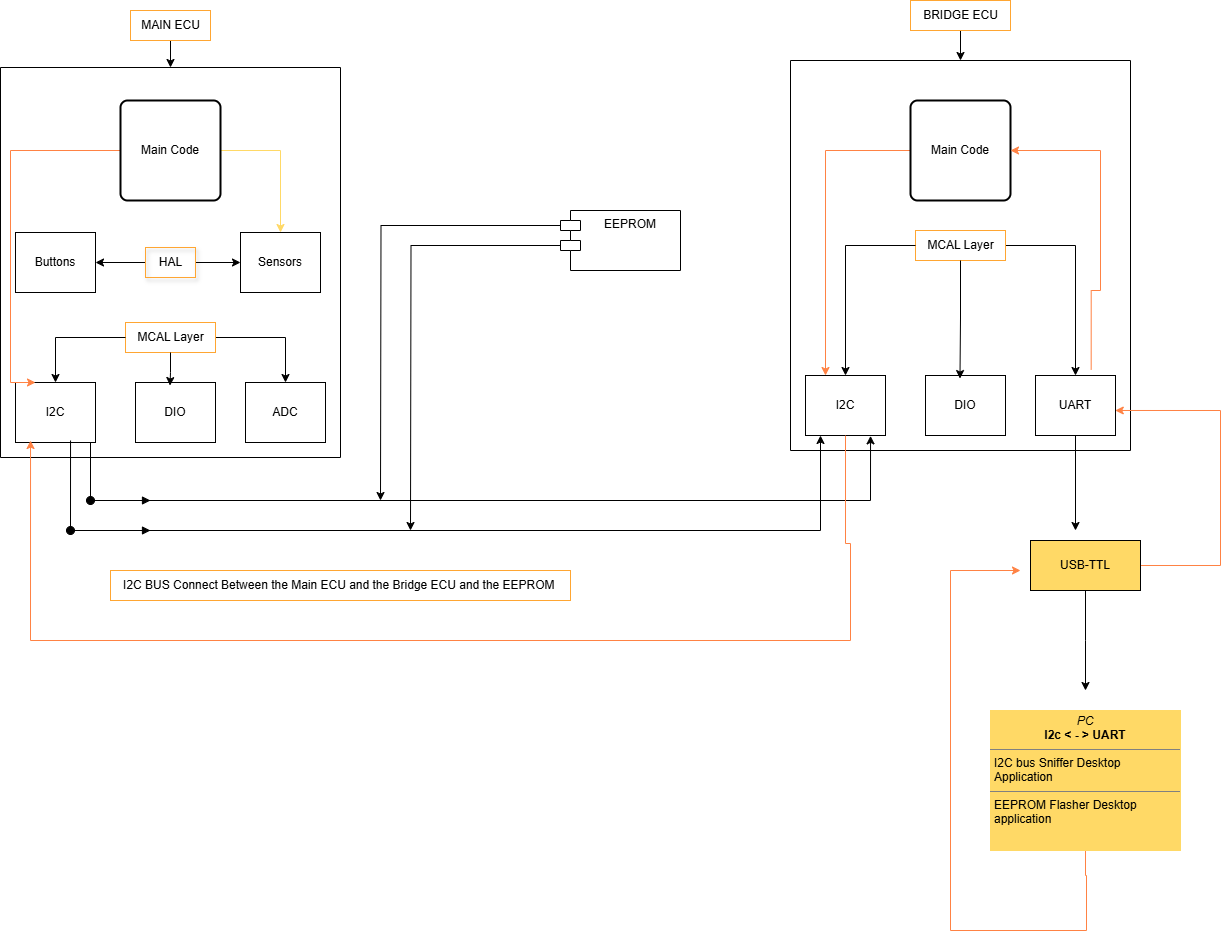 MAIN ECU
BRIDGE ECU
Main Code
Main Code
EEPROM
Buttons
HAL
Sensors
MCAL Layer
MCAL Layer
I2C
DIO
ADC
I2C
DIO
UART
I2C BUS Connect Between the Main ECU and the Bridge ECU and the EEPROM
USB-TTL
PC
I2c < - > UART
I2C bus Sniffer Desktop
Application
EEPROM Flasher Desktop
application